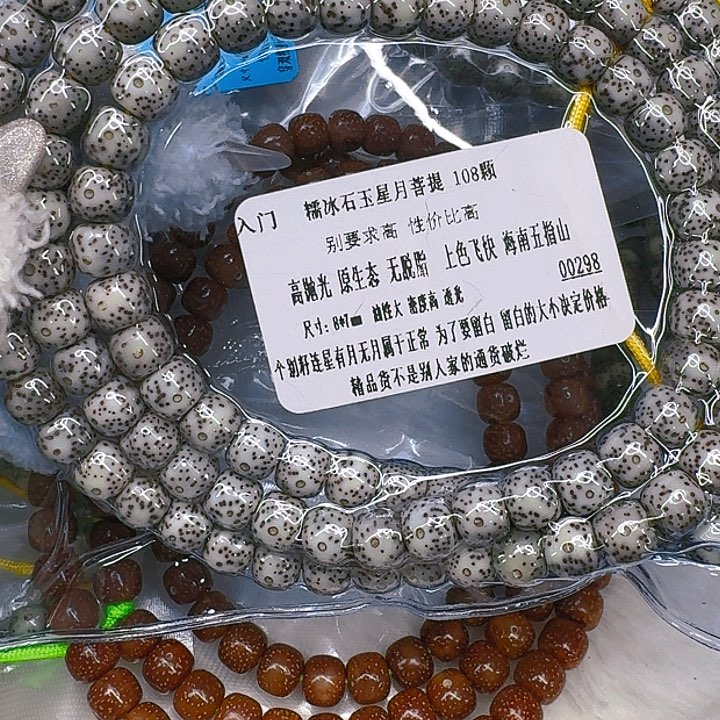 入门 糯冰石玉星月菩提 108颗
别要求高 性价比高
高抛光 原生态 无脱脂 上色飞快 海南五指山
00298
尺寸: 8*7mm 油性大 密度高 透光
个别籽连星有月无月属于正常 为了要留白 留白的大小决定价格
精品货不是别人家的通货破烂